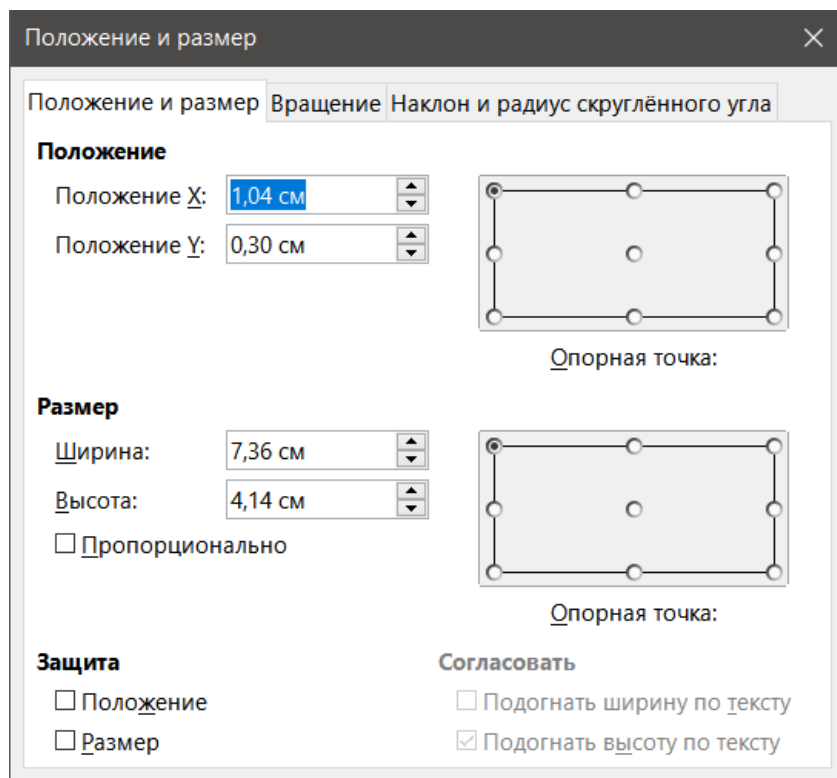 Положение и размер
Положение и размер Вращение Наклон и радиус скруглённого угла
Положение
Положение X: 1,04 см
Положение Y: 0,30 см
Опорная точка:
Размер
Ширина: 7,36 см
Высота: 4,14 см
Пропорционально
Опорная точка:
Защита Согласовать
Положение Подогнать ширину по тексту
Размер Подогнать высоту по тексту